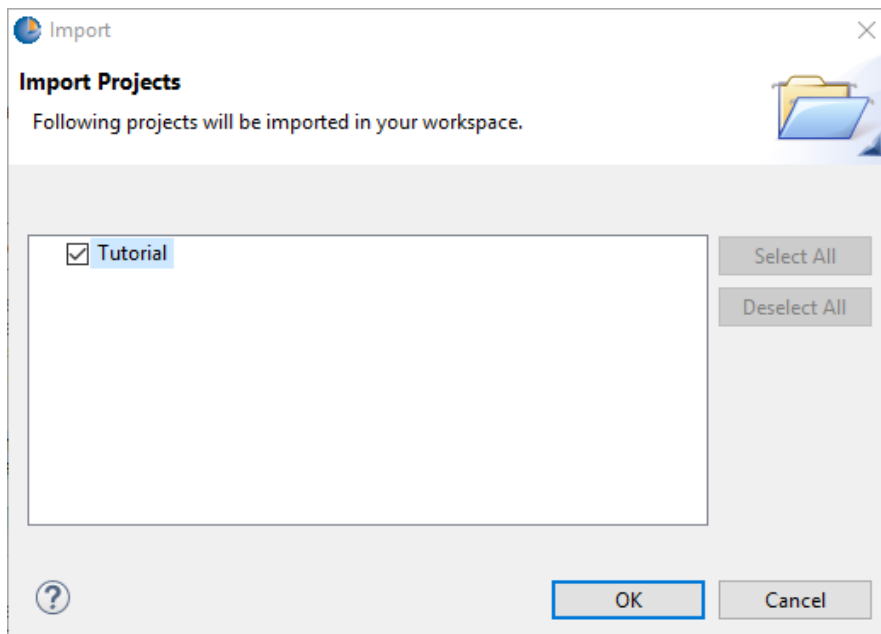 Import
Import Projects
Following projects will be imported in your workspace.
Tutorial
Select All
Deselect All
?
OK
Cancel